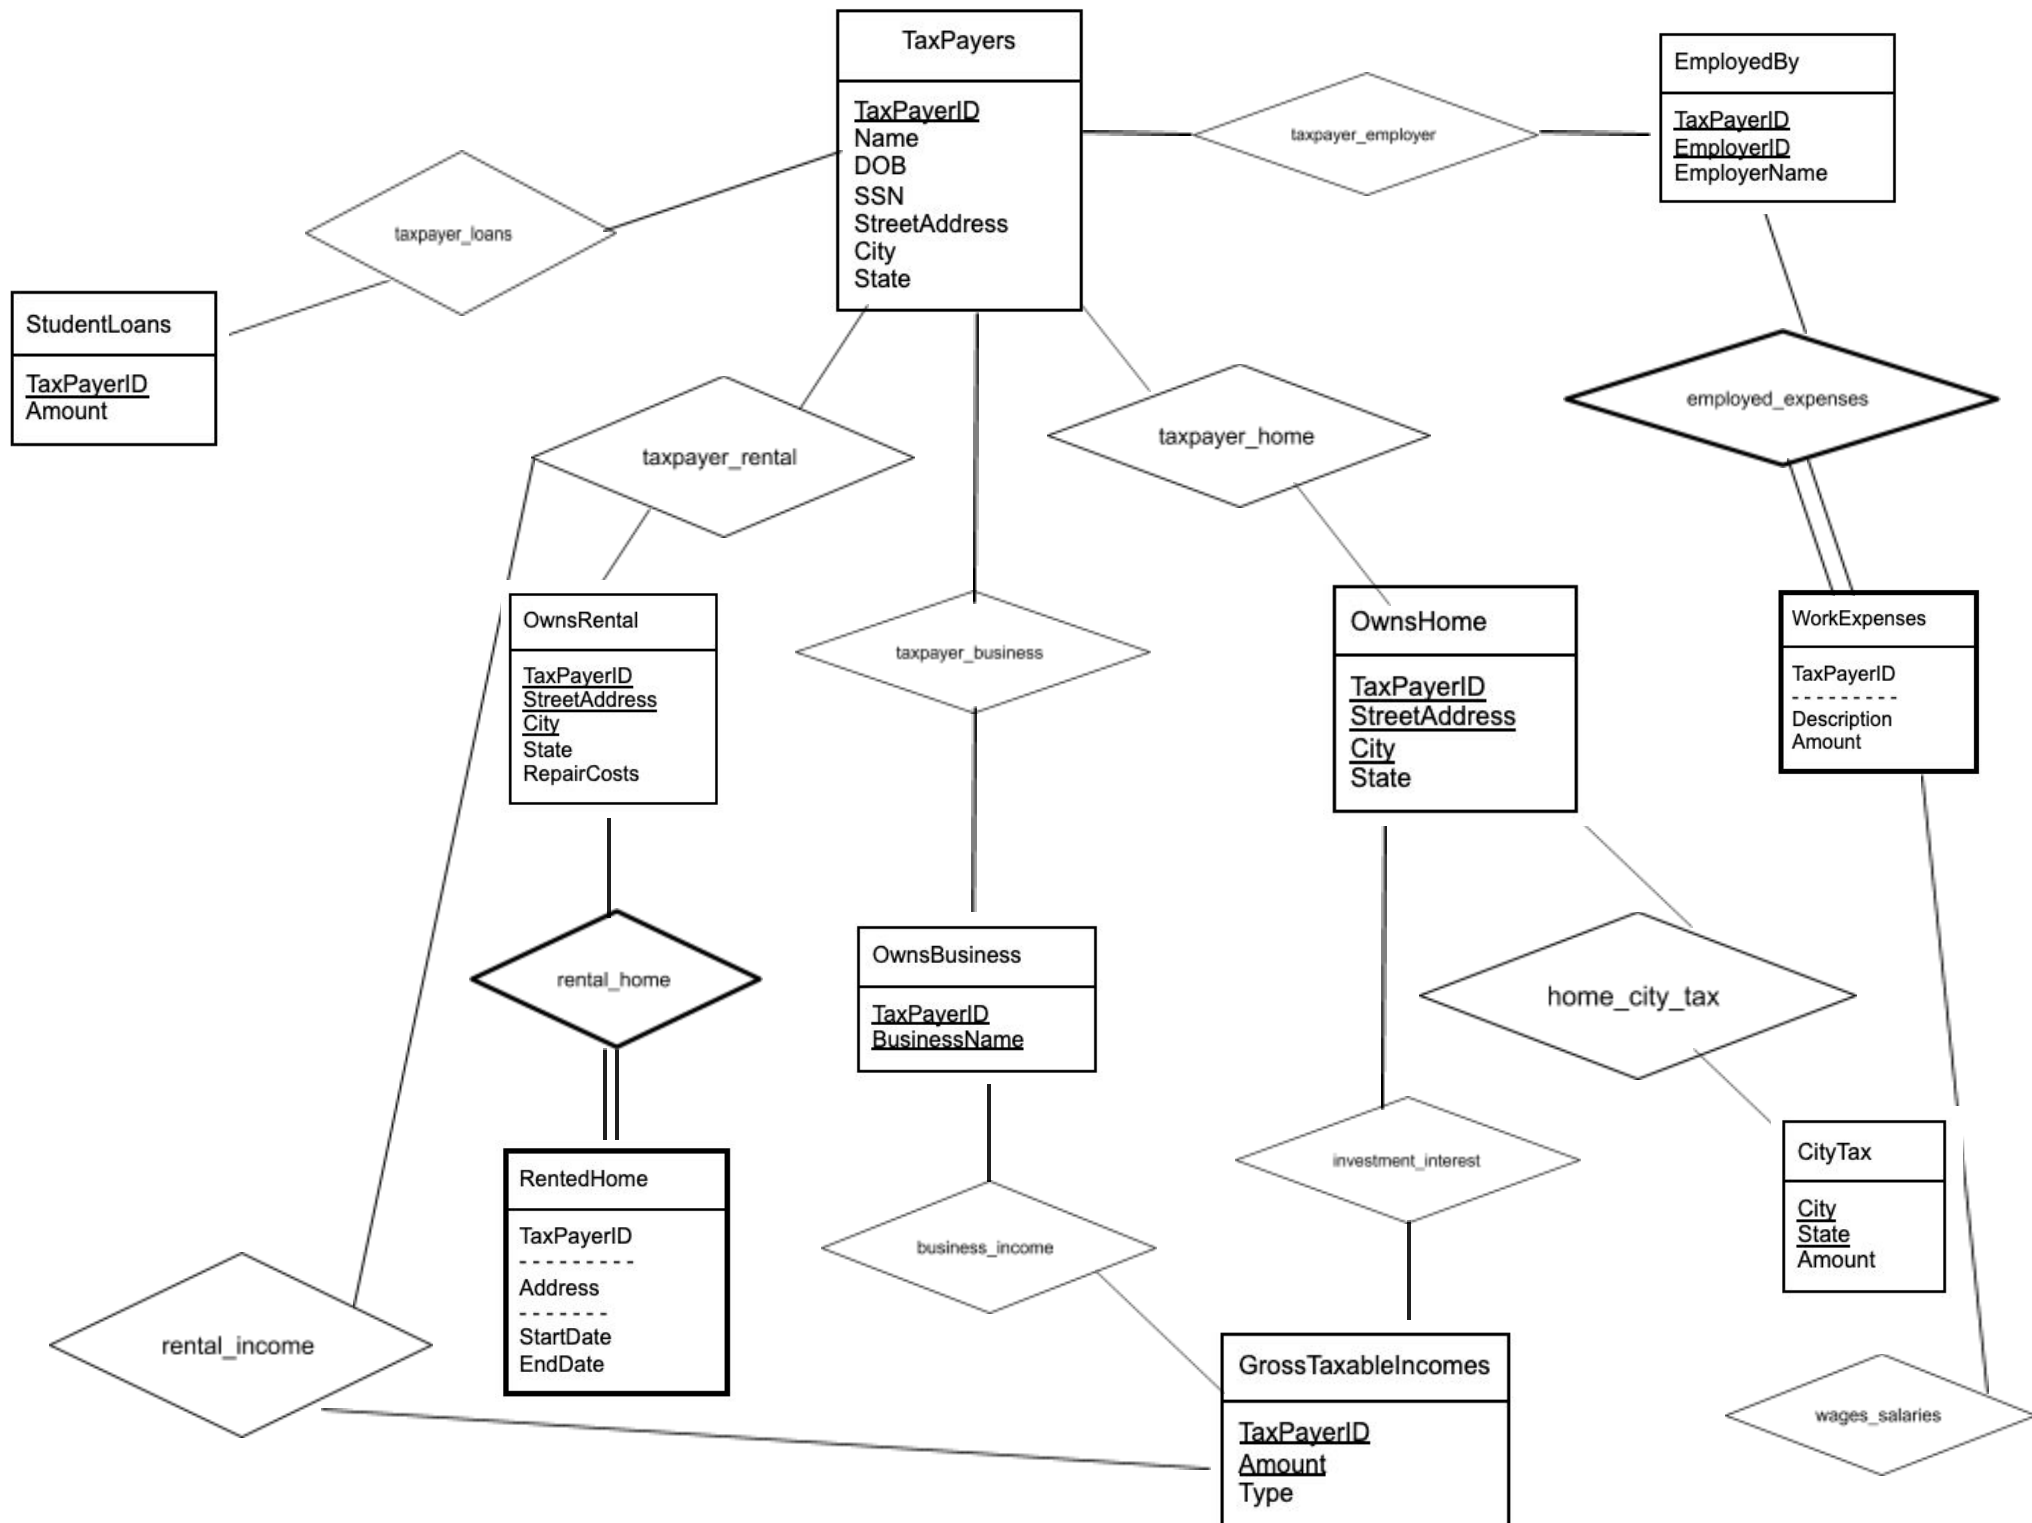 TaxPayers
TaxPayerID
Name
DOB
SSN
StreetAddress
City
State
EmployedBy
TaxPayerID
EmployerID
EmployerName
taxpayer_employer
taxpayer_loans
StudentLoans
TaxPayerID
Amount
taxpayer_rental
taxpayer_home
employed_expenses
OwnsRental
TaxPayerID
StreetAddress
City
State
RepairCosts
taxpayer_business
OwnsHome
TaxPayerID
StreetAddress
City
State
WorkExpenses
TaxPayerID
Description
Amount
rental_home
OwnsBusiness
TaxPayerID
BusinessName
home_city_tax
RentedHome
TaxPayerID
Address
StartDate
EndDate
business_income
investment_interest
CityTax
City
State
Amount
rental_income
GrossTaxableIncomes
TaxPayerID
Amount
Type
wages_salaries